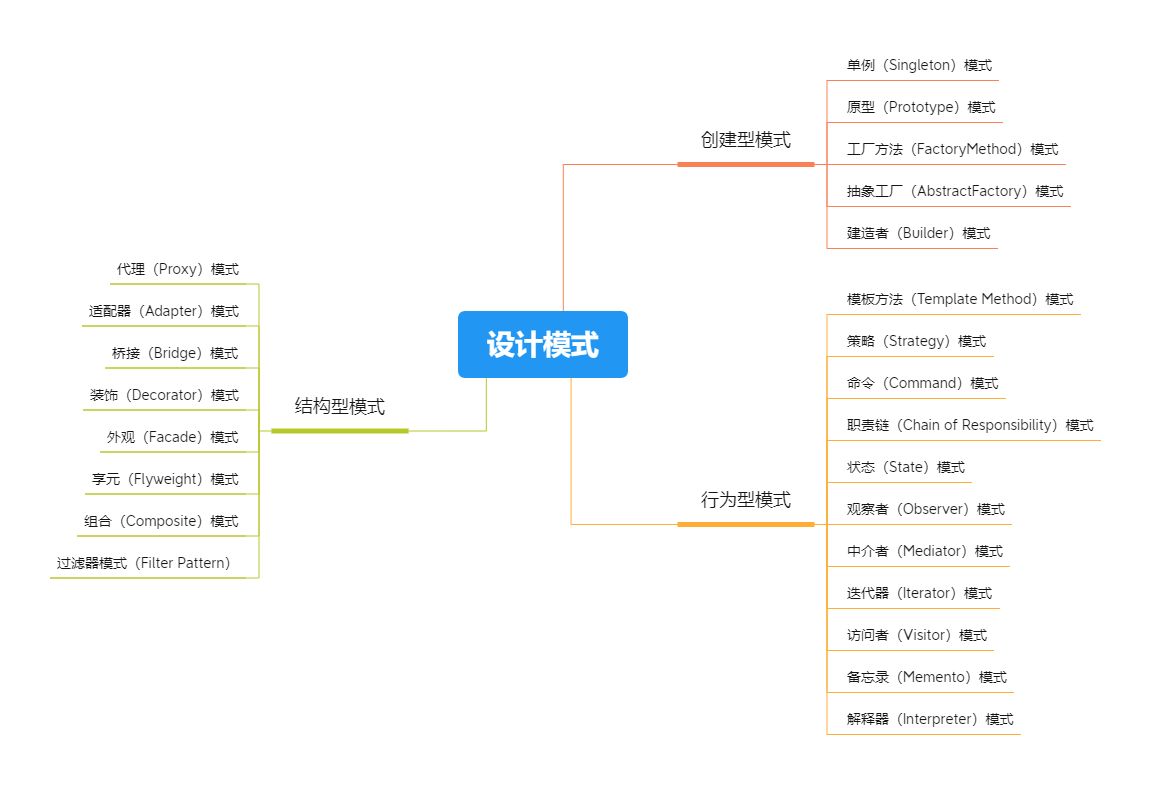 设计模式
创建型模式
单例（Singleton）模式
原型（Prototype）模式
工厂方法（FactoryMethod）模式
抽象工厂（AbstractFactory）模式
建造者（Builder）模式
结构型模式
代理（Proxy）模式
适配器（Adapter）模式
桥接（Bridge）模式
装饰（Decorator）模式
外观（Facade）模式
享元（Flyweight）模式
组合（Composite）模式
过滤器模式（Filter Pattern）
行为型模式
模板方法（Template Method）模式
策略（Strategy）模式
命令（Command）模式
职责链（Chain of Responsibility）模式
状态（State）模式
观察者（Observer）模式
中介者（Mediator）模式
迭代器（Iterator）模式
访问者（Visitor）模式
备忘录（Memento）模式
解释器（Interpreter）模式